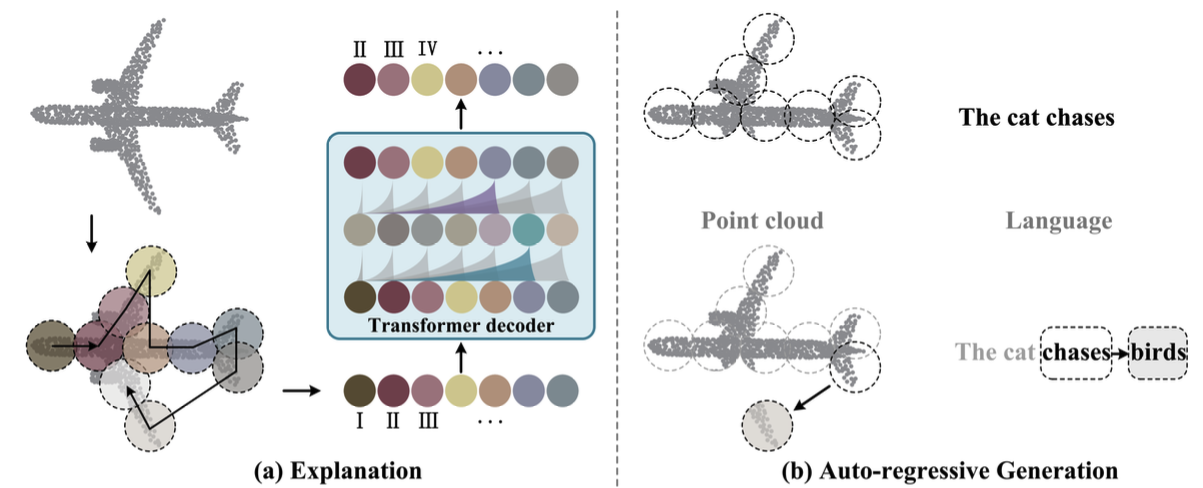 II III IV ...
Transformer decoder
I II III ...
(a) Explanation
The cat chases
Point cloud
Language
The cat chases birds
(b) Auto-regressive Generation